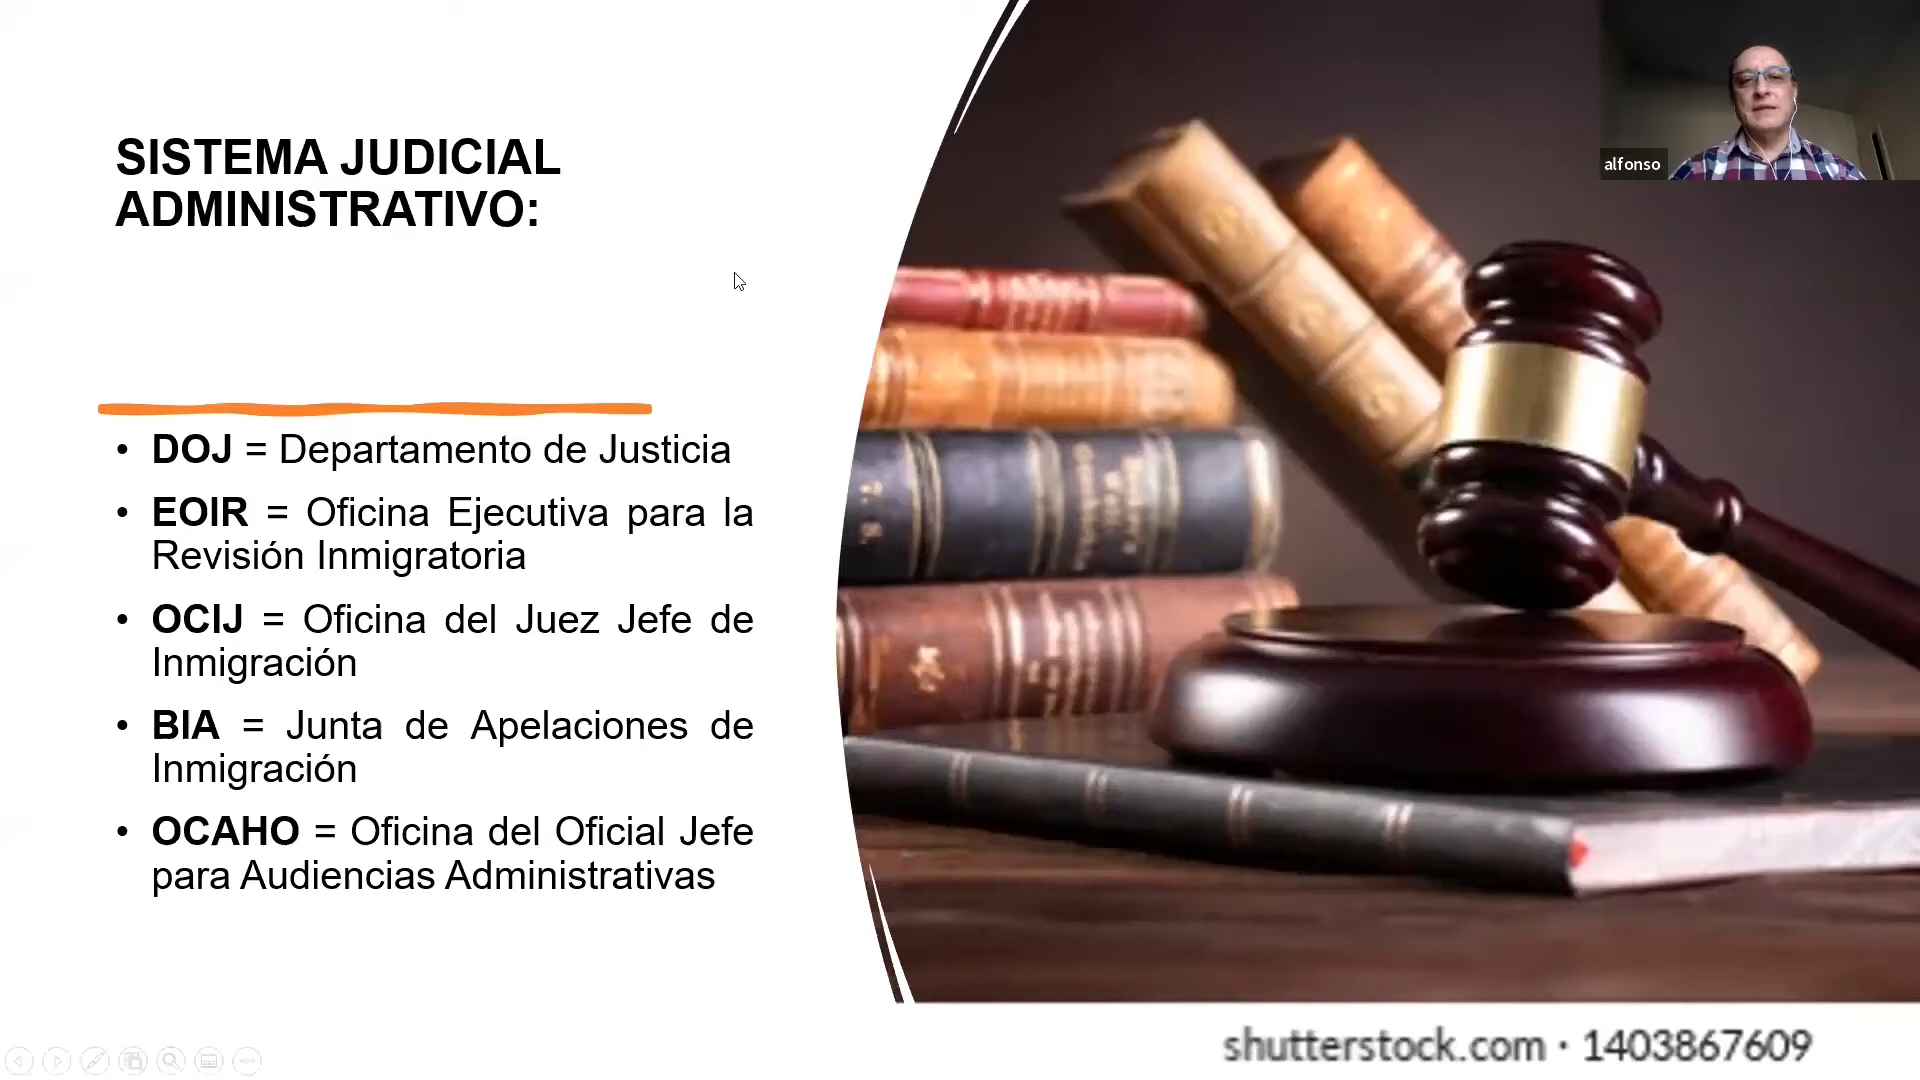 SISTEMA JUDICIAL
ADMINISTRATIVO:
alfonso
• DOJ = Departamento de Justicia
• EOIR = Oficina Ejecutiva para la
Revisión Inmigratoria
• OCIJ = Oficina del Juez Jefe de
Inmigración
• BIA = Junta de Apelaciones de
Inmigración
• OCAHO = Oficina del Oficial Jefe
para Audiencias Administrativas
shutterstock.com · 1403867609